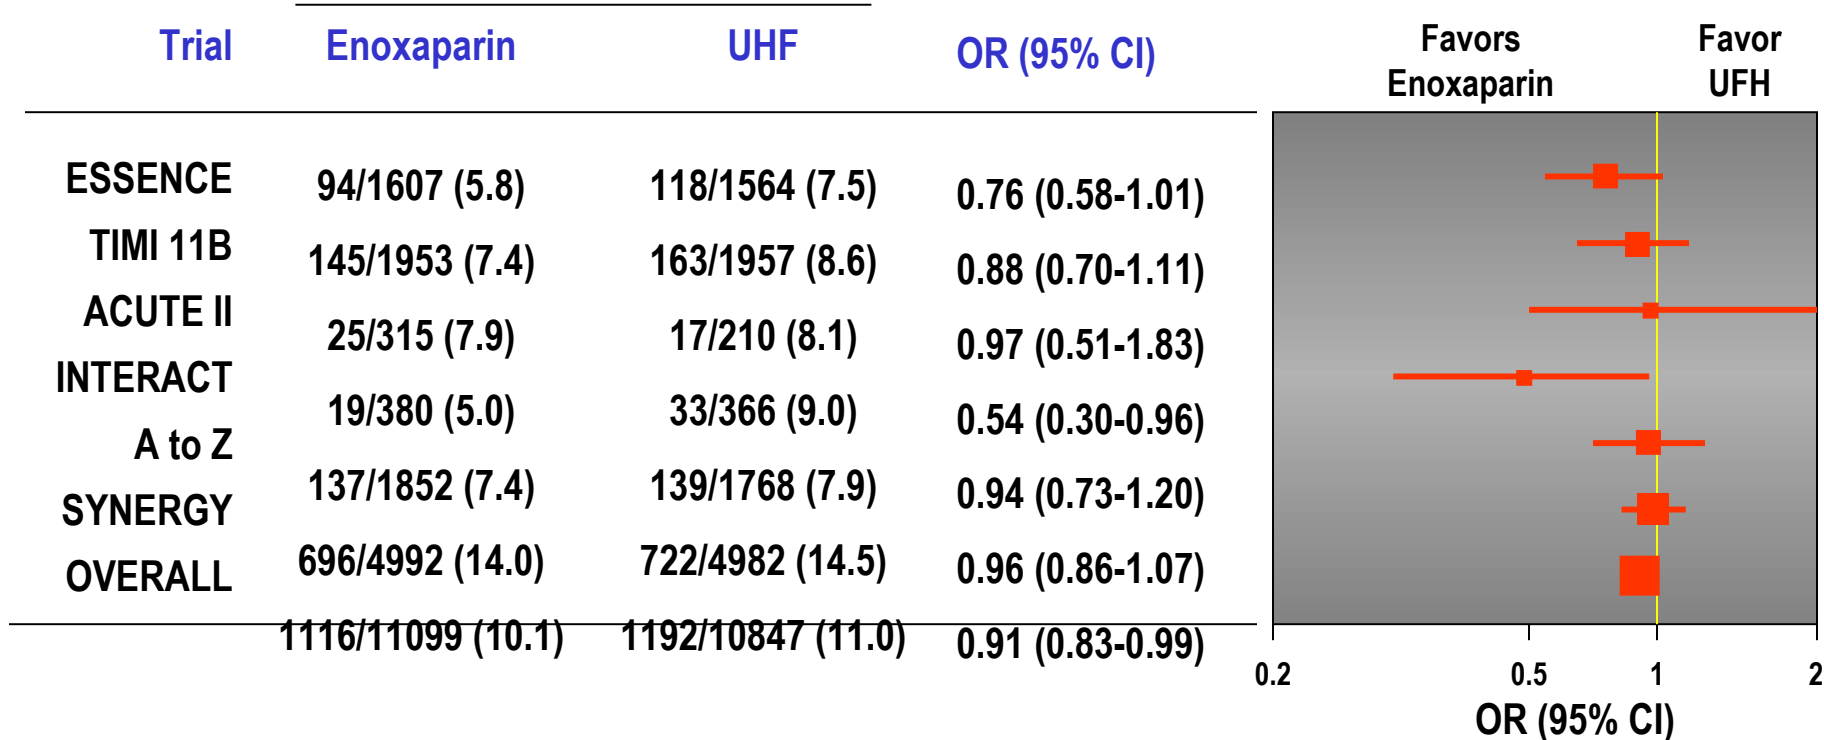 Trial Enoxaparin UHF OR (95% CI) Favors Enoxaparin Favor UFH
ESSENCE 94/1607 (5.8) 118/1564 (7.5) 0.76 (0.58-1.01)
TIMI 11B 145/1953 (7.4) 163/1957 (8.6) 0.88 (0.70-1.11)
ACUTE II 25/315 (7.9) 17/210 (8.1) 0.97 (0.51-1.83)
INTERACT 19/380 (5.0) 33/366 (9.0) 0.54 (0.30-0.96)
A to Z 137/1852 (7.4) 139/1768 (7.9) 0.94 (0.73-1.20)
SYNERGY 696/4992 (14.0) 722/4982 (14.5) 0.96 (0.86-1.07)
OVERALL 1116/11099 (10.1) 1192/10847 (11.0) 0.91 (0.83-0.99)
0.2 0.5 1 2
OR (95% CI)